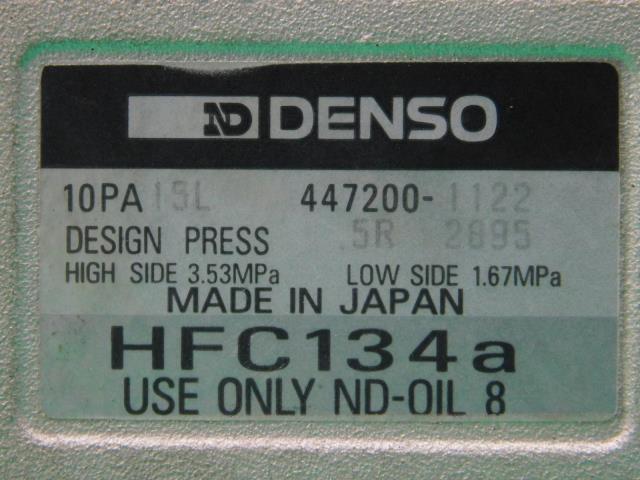 ND DENSO
10PA15L 447200-1122
DESIGN PRESS .5R 2895
HIGH SIDE 3.53MPa LOW SIDE 1.67MPa
MADE IN JAPAN
HFC134a
USE ONLY ND-OIL 8